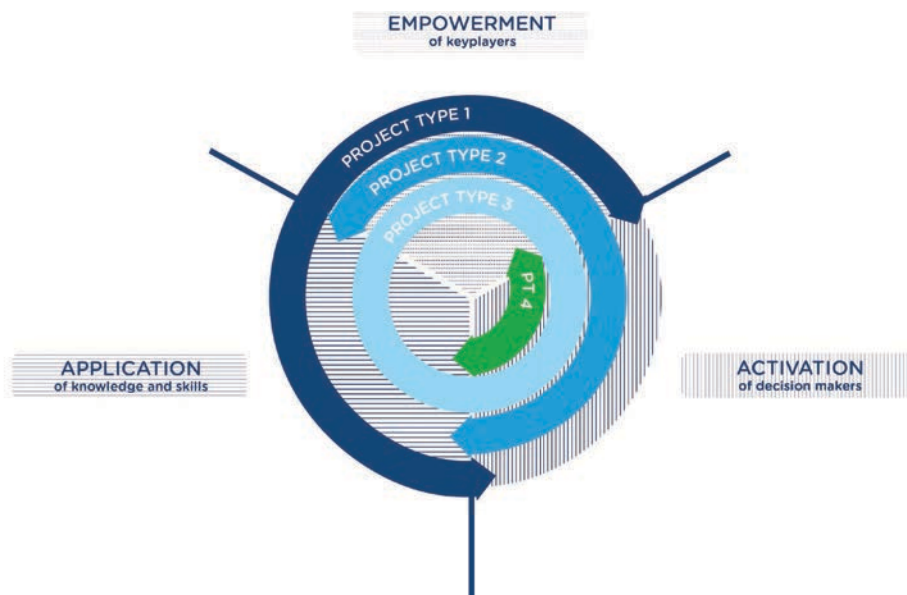 EMPOWERMENT
of keyplayers
PROJECT TYPE 1
PROJECT TYPE 2
PROJECT TYPE 3
PT 4
APPLICATION
of knowledge and skills
ACTIVATION
of decision makers